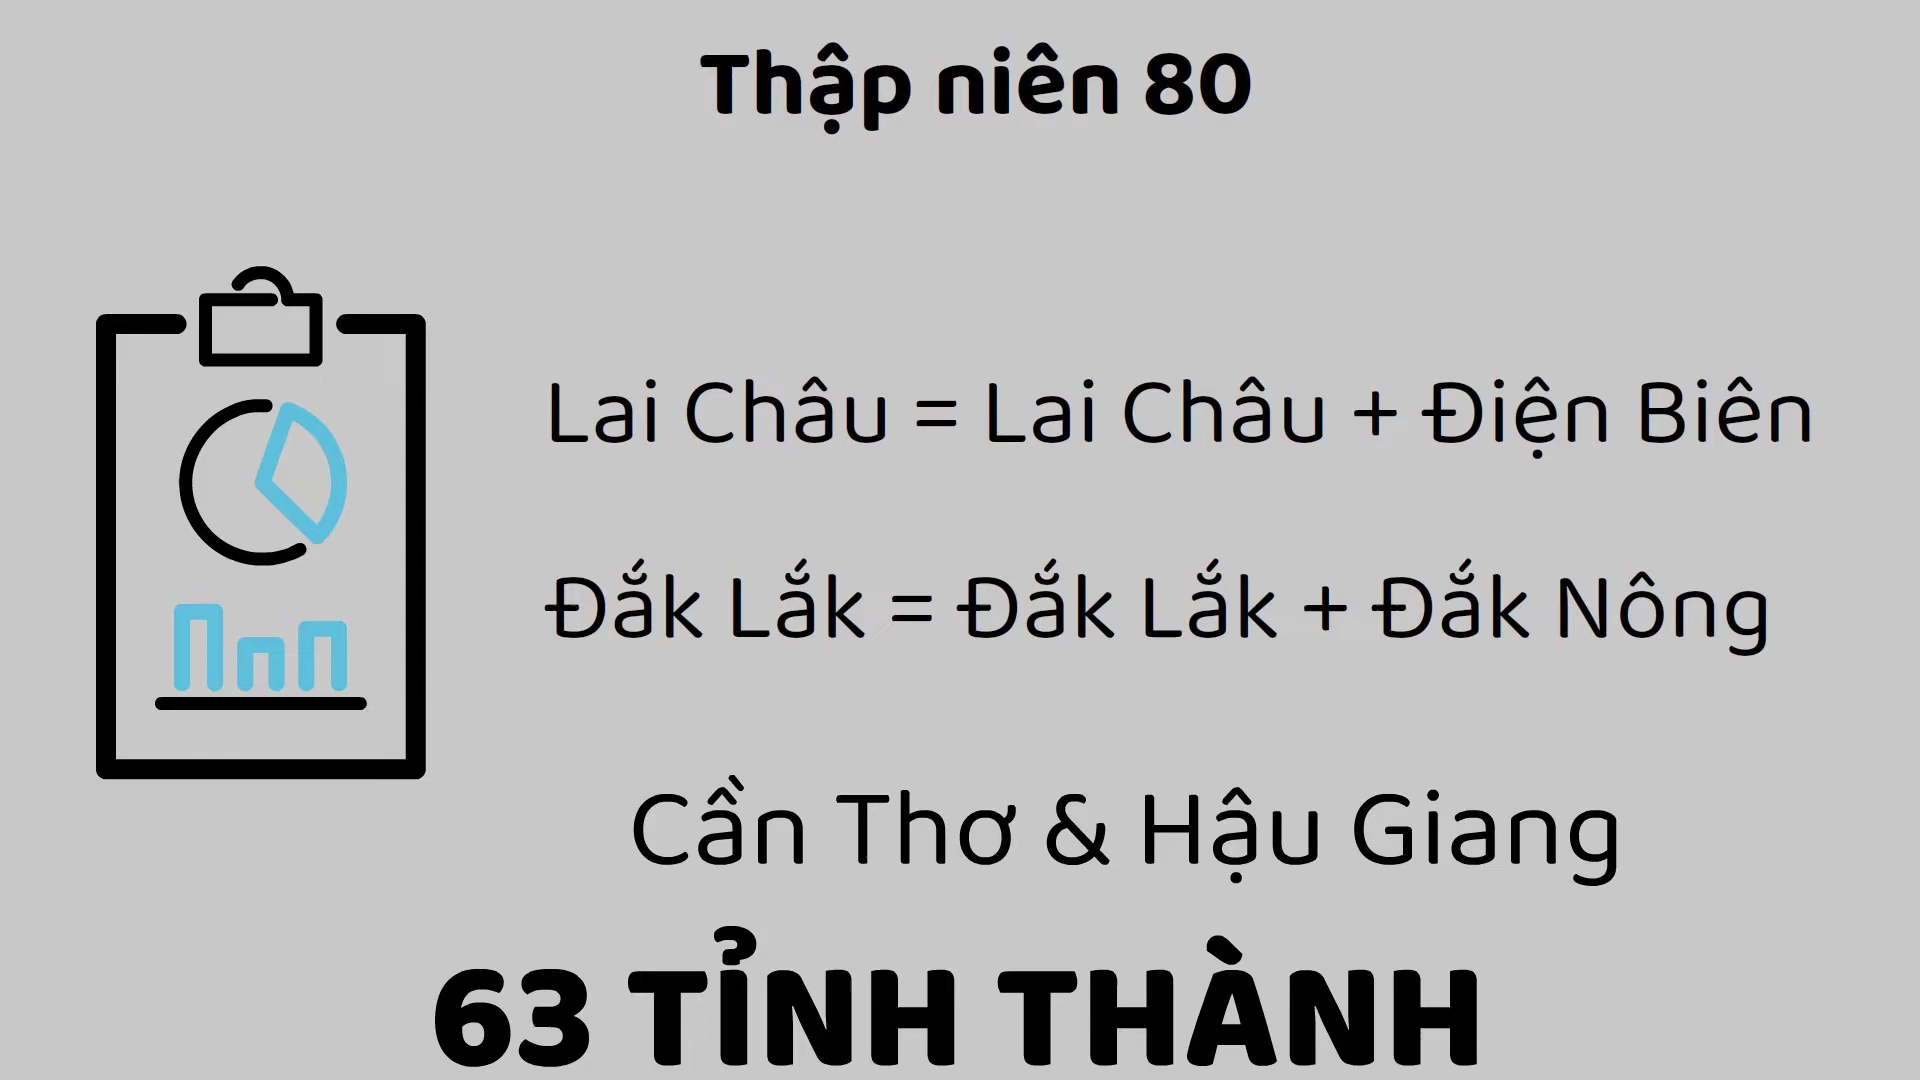 Thập niên 80
Lai Châu = Lai Châu + Điện Biên
Đắk Lắk = Đắk Lắk + Đắk Nông
Cần Thơ & Hậu Giang
63 TỈNH THÀNH